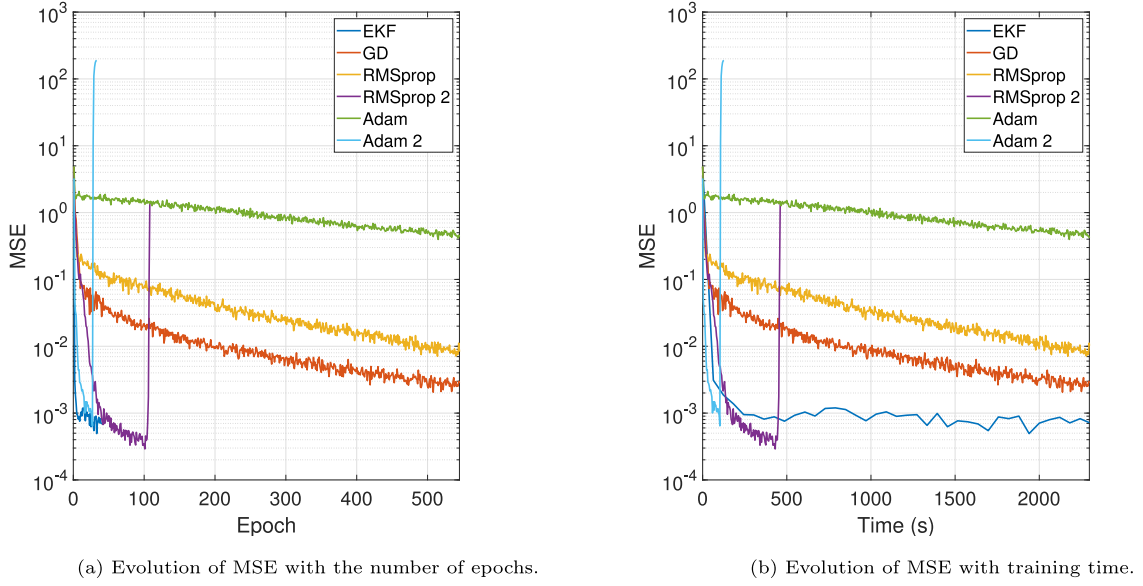 10^3
10^2
10^1
10^0
10^-1
10^-2
10^-3
10^-4
MSE
EKF
GD
RMSprop
RMSprop 2
Adam
Adam 2
0 100 200 300 400 500
Epoch
(a) Evolution of MSE with the number of epochs.
10^3
10^2
10^1
10^0
10^-1
10^-2
10^-3
10^-4
MSE
EKF
GD
RMSprop
RMSprop 2
Adam
Adam 2
0 500 1000 1500 2000
Time (s)
(b) Evolution of MSE with training time.